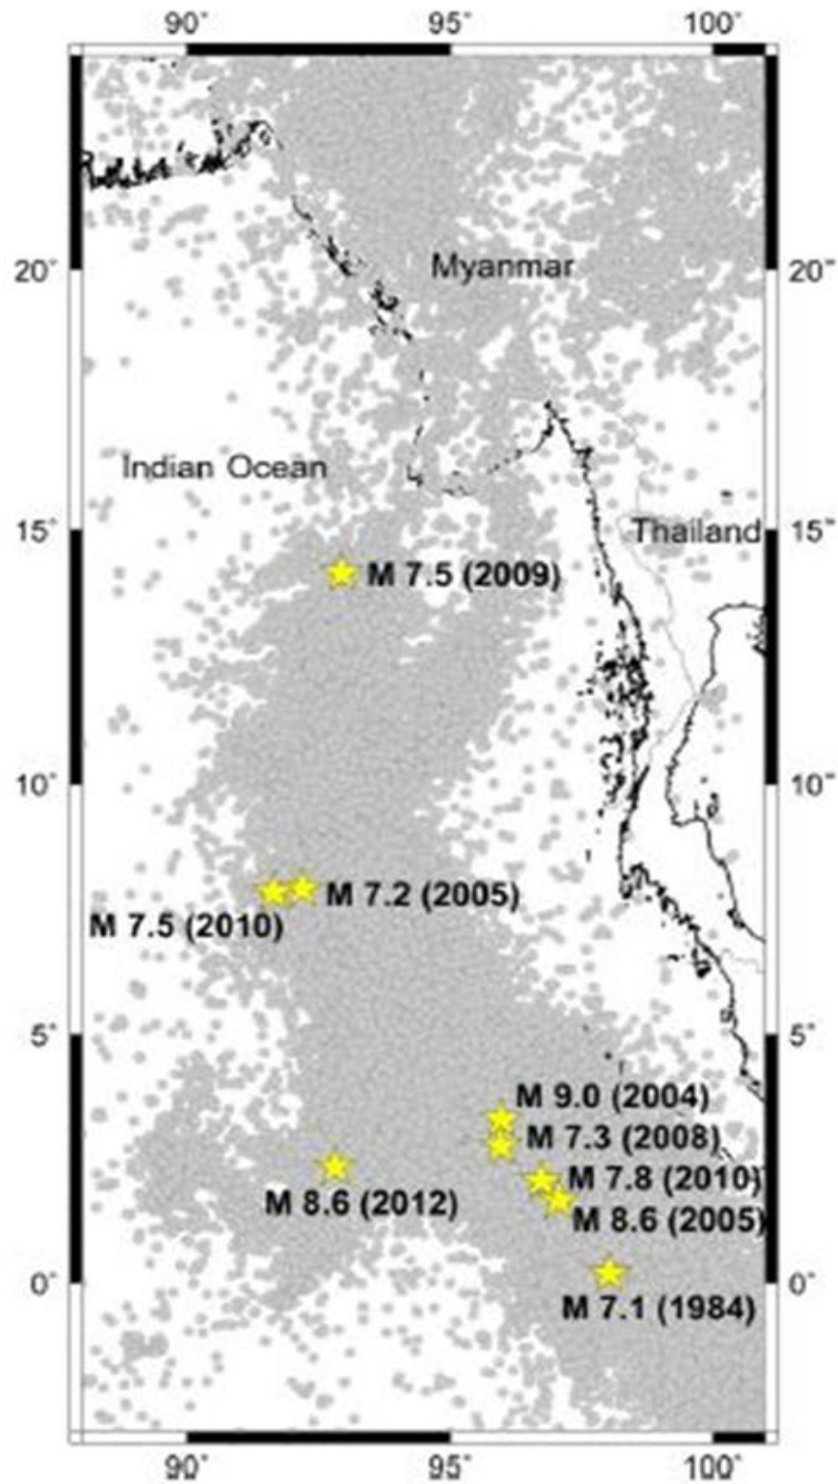 90° 95° 100°
20° Myanmar 20°
Indian Ocean
15° Thailand 15°
M 7.5 (2009)
10° 10°
M 7.2 (2005)
M 7.5 (2010)
5° 5°
M 9.0 (2004)
M 7.3 (2008)
M 7.8 (2010)
M 8.6 (2012)
M 8.6 (2005)
0° 0°
M 7.1 (1984)
90° 95° 100°